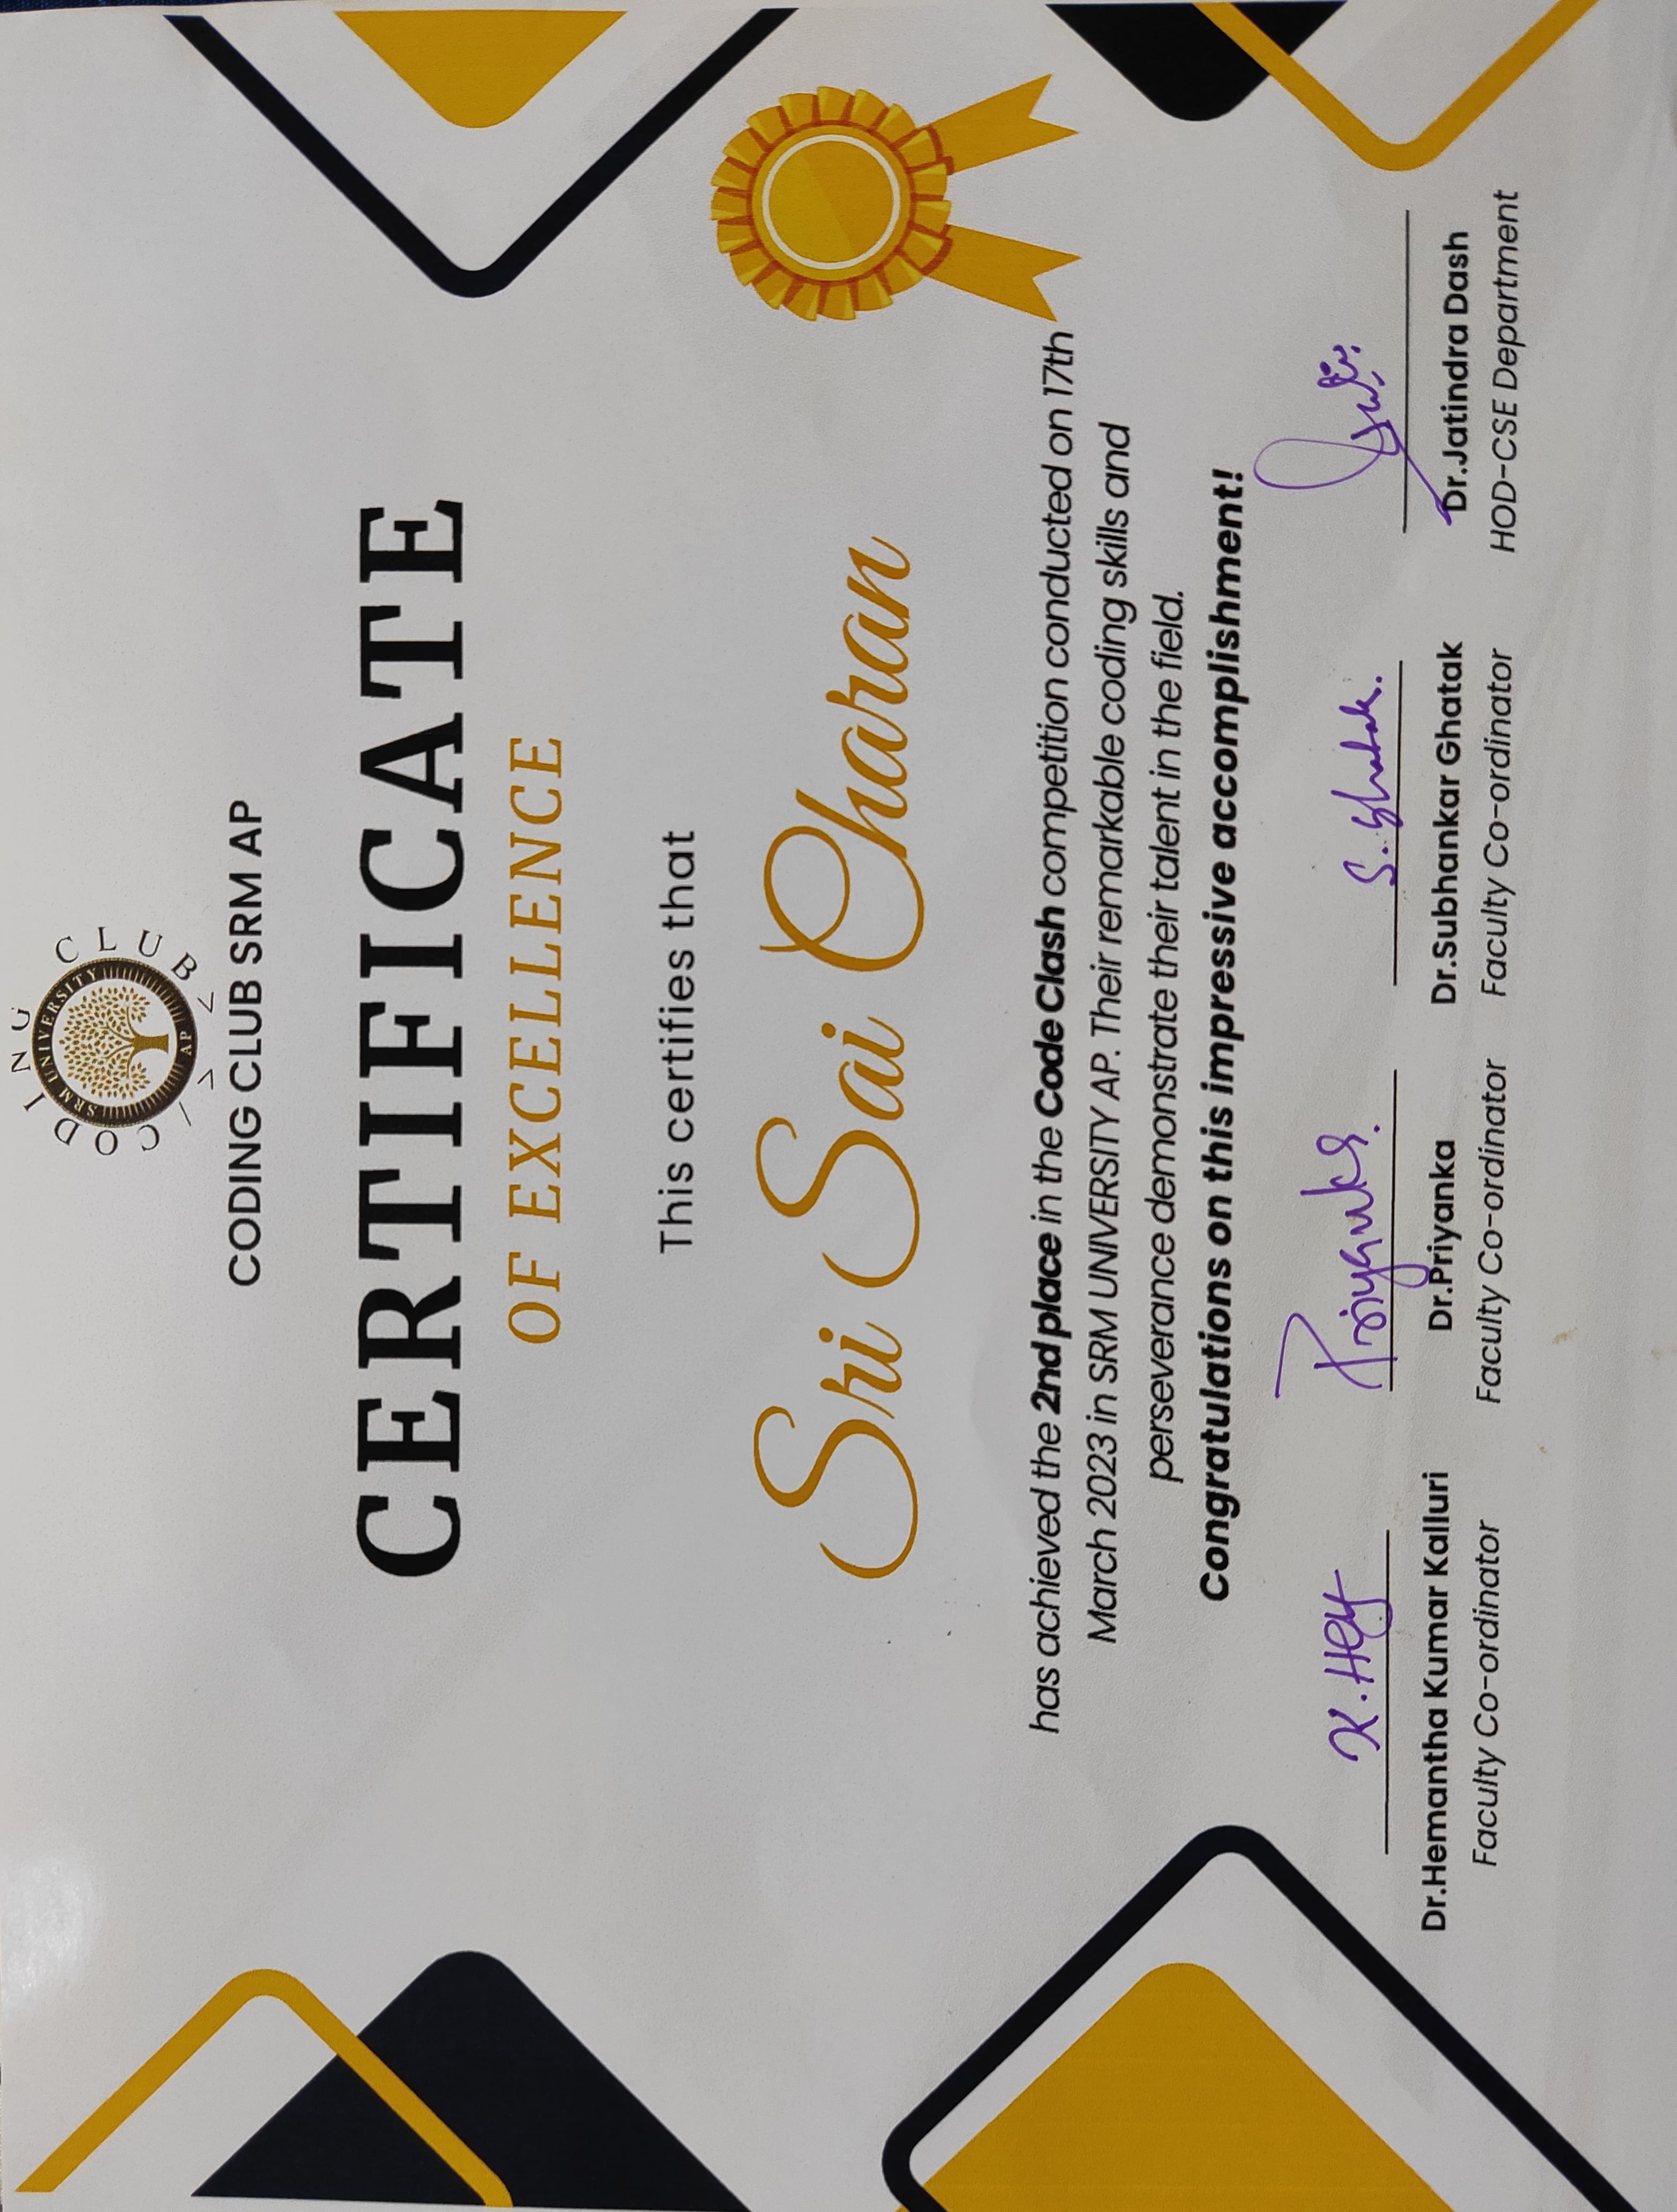 CODING CLUB
SRM UNIVERSITY
AP
CODING CLUB SRM AP
CERTIFICATE
OF EXCELLENCE
This certifies that
Sri Sai Charan
has achieved the 2nd place in the Code Clash competition conducted on 17th
March 2023 in SRM UNIVERSITY AP. Their remarkable coding skills and
perseverance demonstrate their talent in the field.
Congratulations on this impressive accomplishment!
Priyanka. S. Ghatak.
Dr.Hemantha Kumar Kalluri Dr.Priyanka Dr.Subhankar Ghatak Dr.Jatindra Dash
Faculty Co-ordinator Faculty Co-ordinator Faculty Co-ordinator HOD-CSE Department